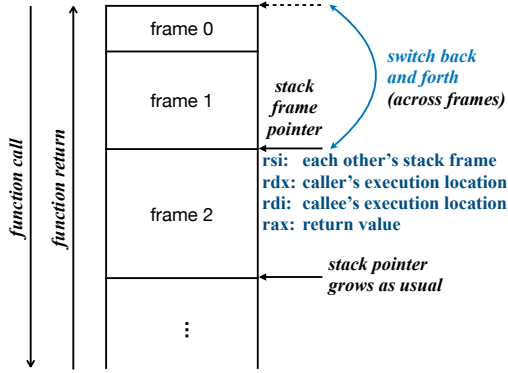 frame 0
frame 1
frame 2
⋮
function call
function return
stack
frame
pointer
switch back
and forth
(across frames)
rsi: each other's stack frame
rdx: caller's execution location
rdi: callee's execution location
rax: return value
stack pointer
grows as usual